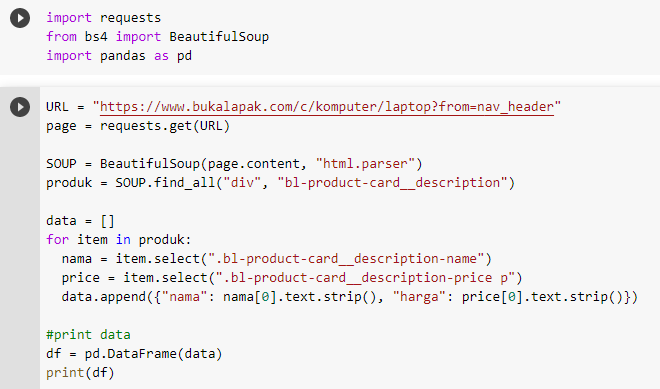 import requests
from bs4 import BeautifulSoup
import pandas as pd
URL = "https://www.bukalapak.com/c/komputer/laptop?from=nav_header"
page = requests.get(URL)
SOUP = BeautifulSoup(page.content, "html.parser")
produk = SOUP.find_all("div", "bl-product-card__description")
data = []
for item in produk:
  nama = item.select(".bl-product-card__description-name")
  price = item.select(".bl-product-card__description-price p")
  data.append({"nama": nama[0].text.strip(), "harga": price[0].text.strip()})
#print data
df = pd.DataFrame(data)
print(df)